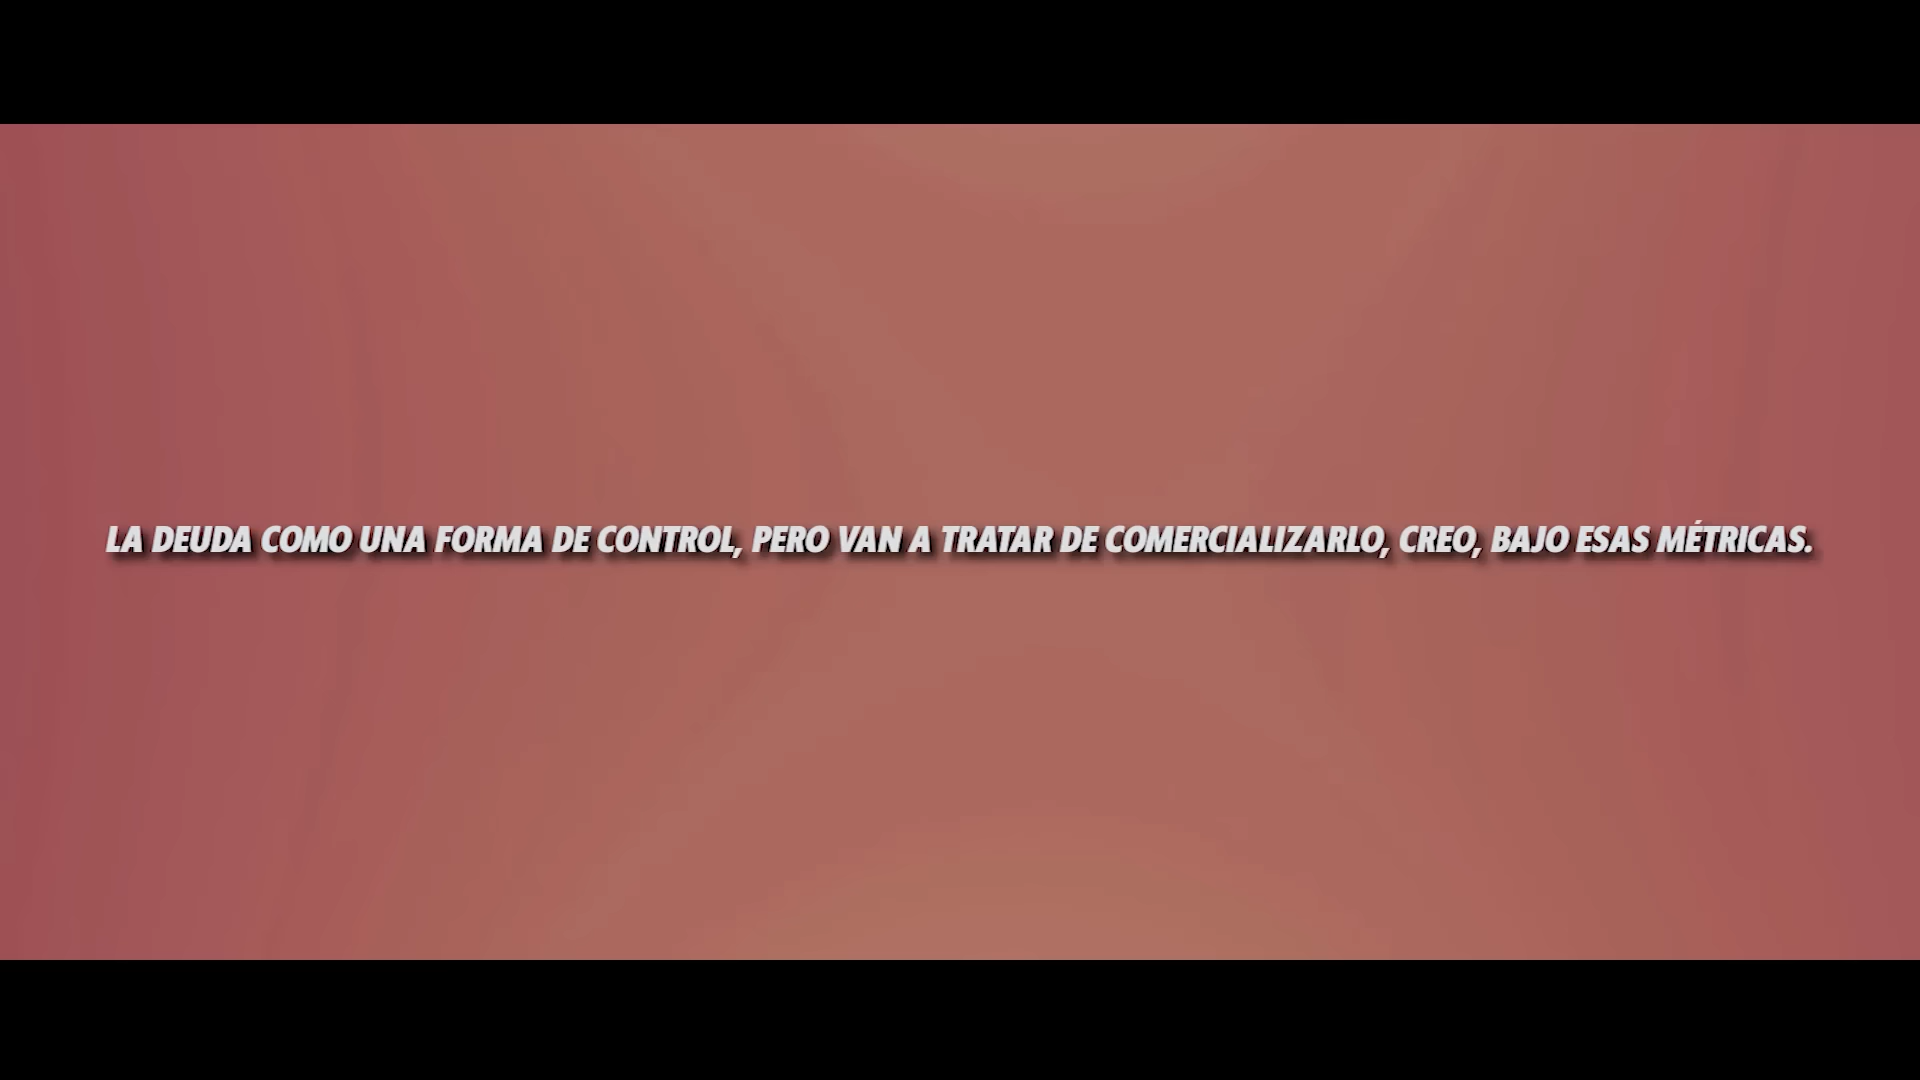 LA DEUDA COMO UNA FORMA DE CONTROL, PERO VAN A TRATAR DE COMERCIALIZARLO, CREO, BAJO ESAS MÉTRICAS.